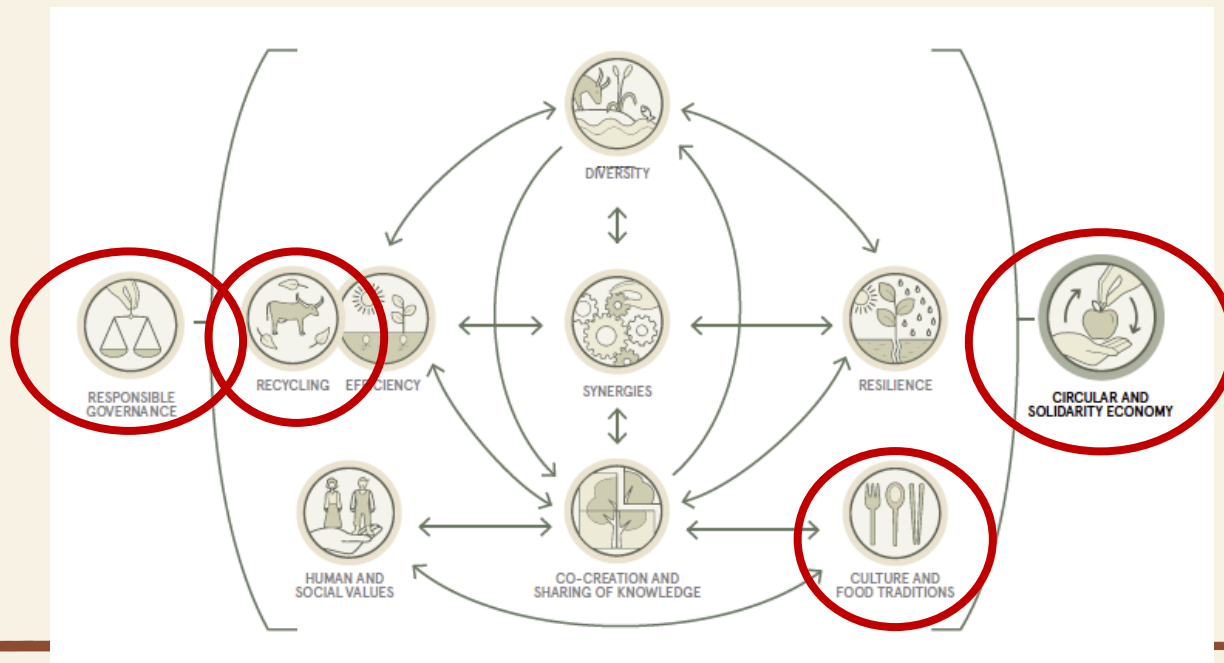 DIVERSITY
RESPONSIBLE
GOVERNANCE
RECYCLING
EFFICIENCY
SYNERGIES
RESILIENCE
CIRCULAR AND
SOLIDARITY ECONOMY
HUMAN AND
SOCIAL VALUES
CO-CREATION AND
SHARING OF KNOWLEDGE
CULTURE AND
FOOD TRADITIONS